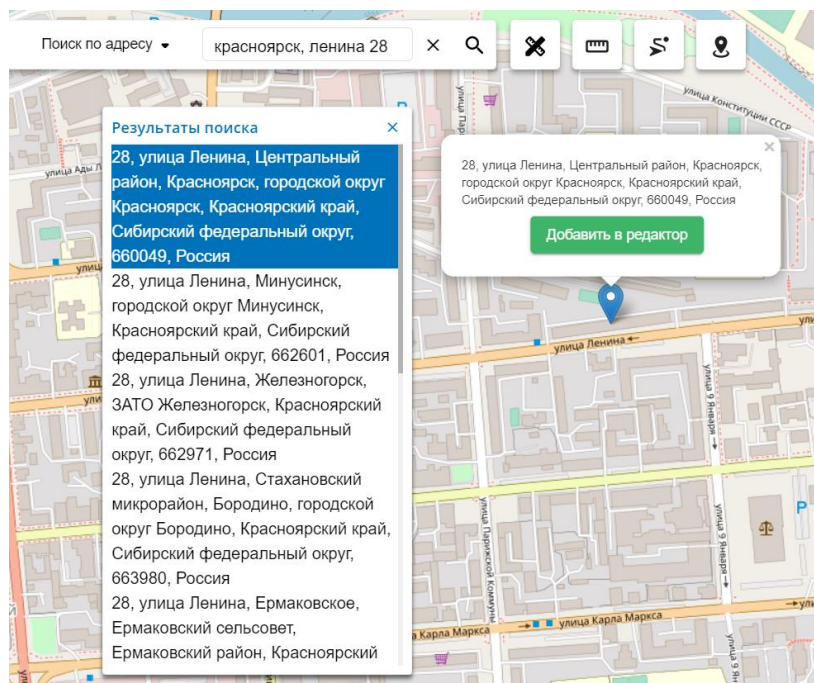 Поиск по адресу
красноярск, ленина 28
Результаты поиска
28, улица Ленина, Центральный
район, Красноярск, городской округ
Красноярск, Красноярский край,
Сибирский федеральный округ,
660049, Россия
28, улица Ленина, Минусинск,
городской округ Минусинск,
Красноярский край, Сибирский
федеральный округ, 662601, Россия
28, улица Ленина, Железногорск,
ЗАТО Железногорск, Красноярский
край, Сибирский федеральный
округ, 662971, Россия
28, улица Ленина, Стахановский
микрорайон, Бородино, городской
округ Бородино, Красноярский край,
Сибирский федеральный округ,
663980, Россия
28, улица Ленина, Ермаковское,
Ермаковский сельсовет,
Ермаковский район, Красноярский
28, улица Ленина, Центральный район, Красноярск,
городской округ Красноярск, Красноярский край,
Сибирский федеральный округ, 660049, Россия
Добавить в редактор
улица Конституции СССР
улица Ады Л
улица Пар
улица Ленина
улица 9 Января
улица Парижской Коммуны
улица 9 Января
P
P
а Карла Маркса
улица Карла Маркса
улица 9 Ян